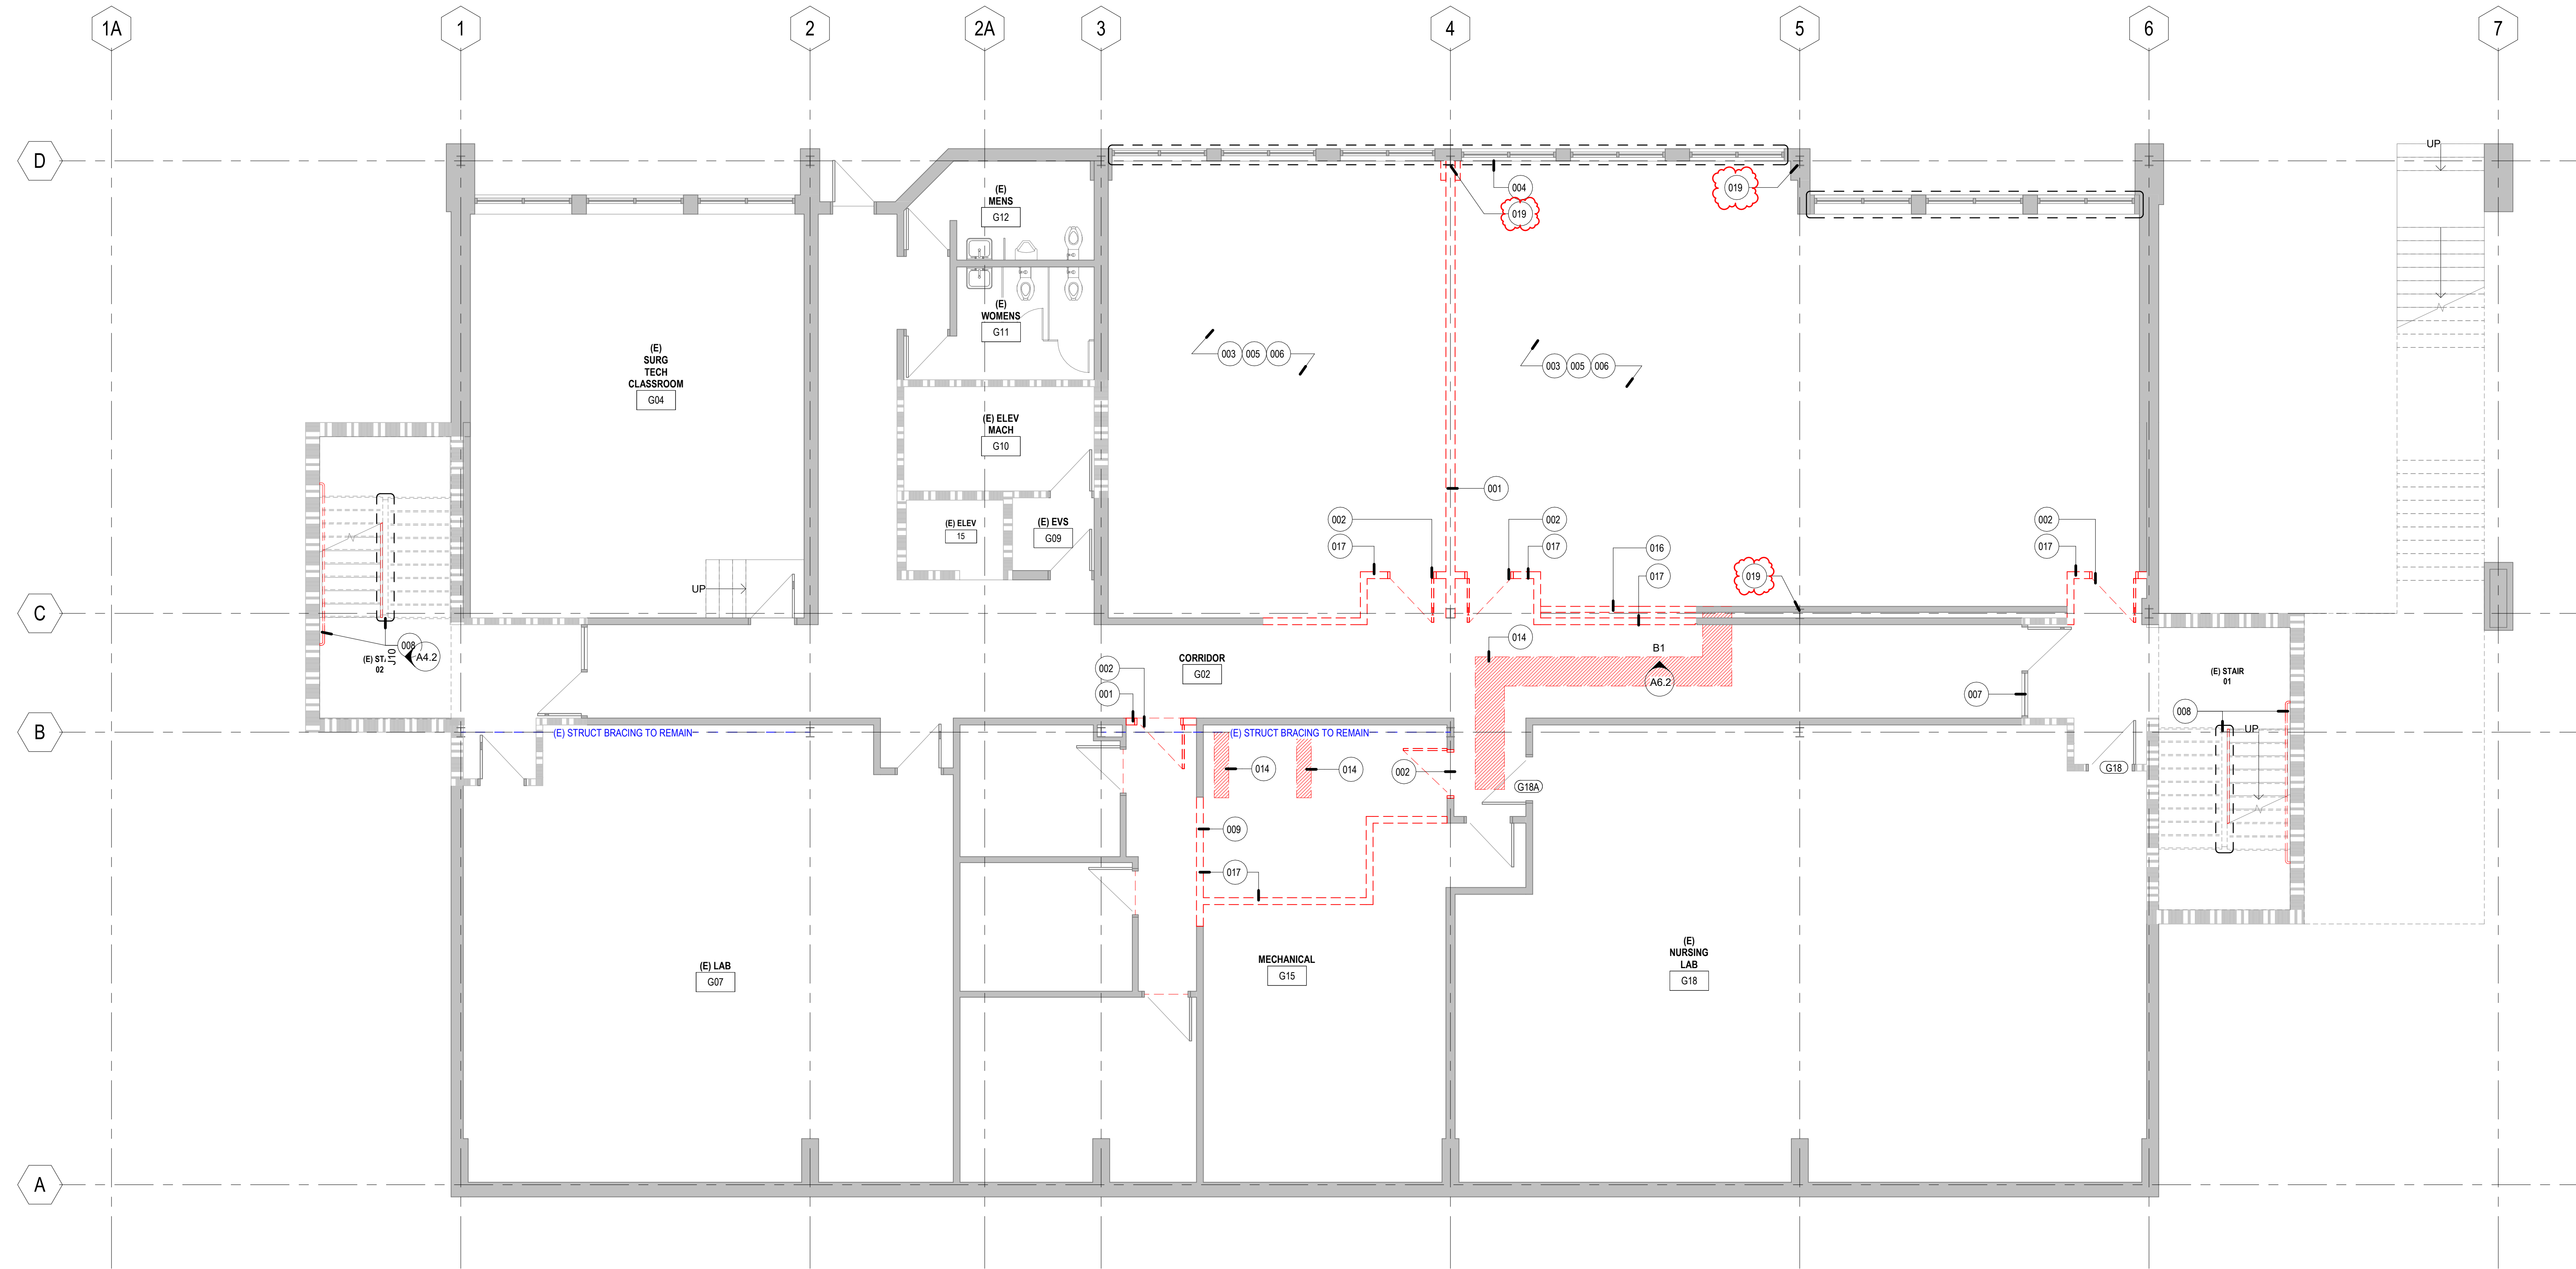 1A
1
2
2A
3
4
5
6
7
D
UP
(E)
MENS
G12
004
019
019
(E)
WOMENS
G11
003
005
006
003
005
006
(E)
SURG
TECH
CLASSROOM
G04
(E) ELEV
MACH
G10
001
(E) ELEV
15
(E) EVS
G09
002
017
002
017
016
017
019
002
017
UP
C
008
J10
A4.2
02
CORRIDOR
G02
014
B1
A6.2
007
(E) STAIR
01
008
UP
002
001
B
(E) STRUCT BRACING TO REMAIN
(E) STRUCT BRACING TO REMAIN
014
014
002
G18A
G18
009
017
(E) LAB
G07
MECHANICAL
G15
(E)
NURSING
LAB
G18
A